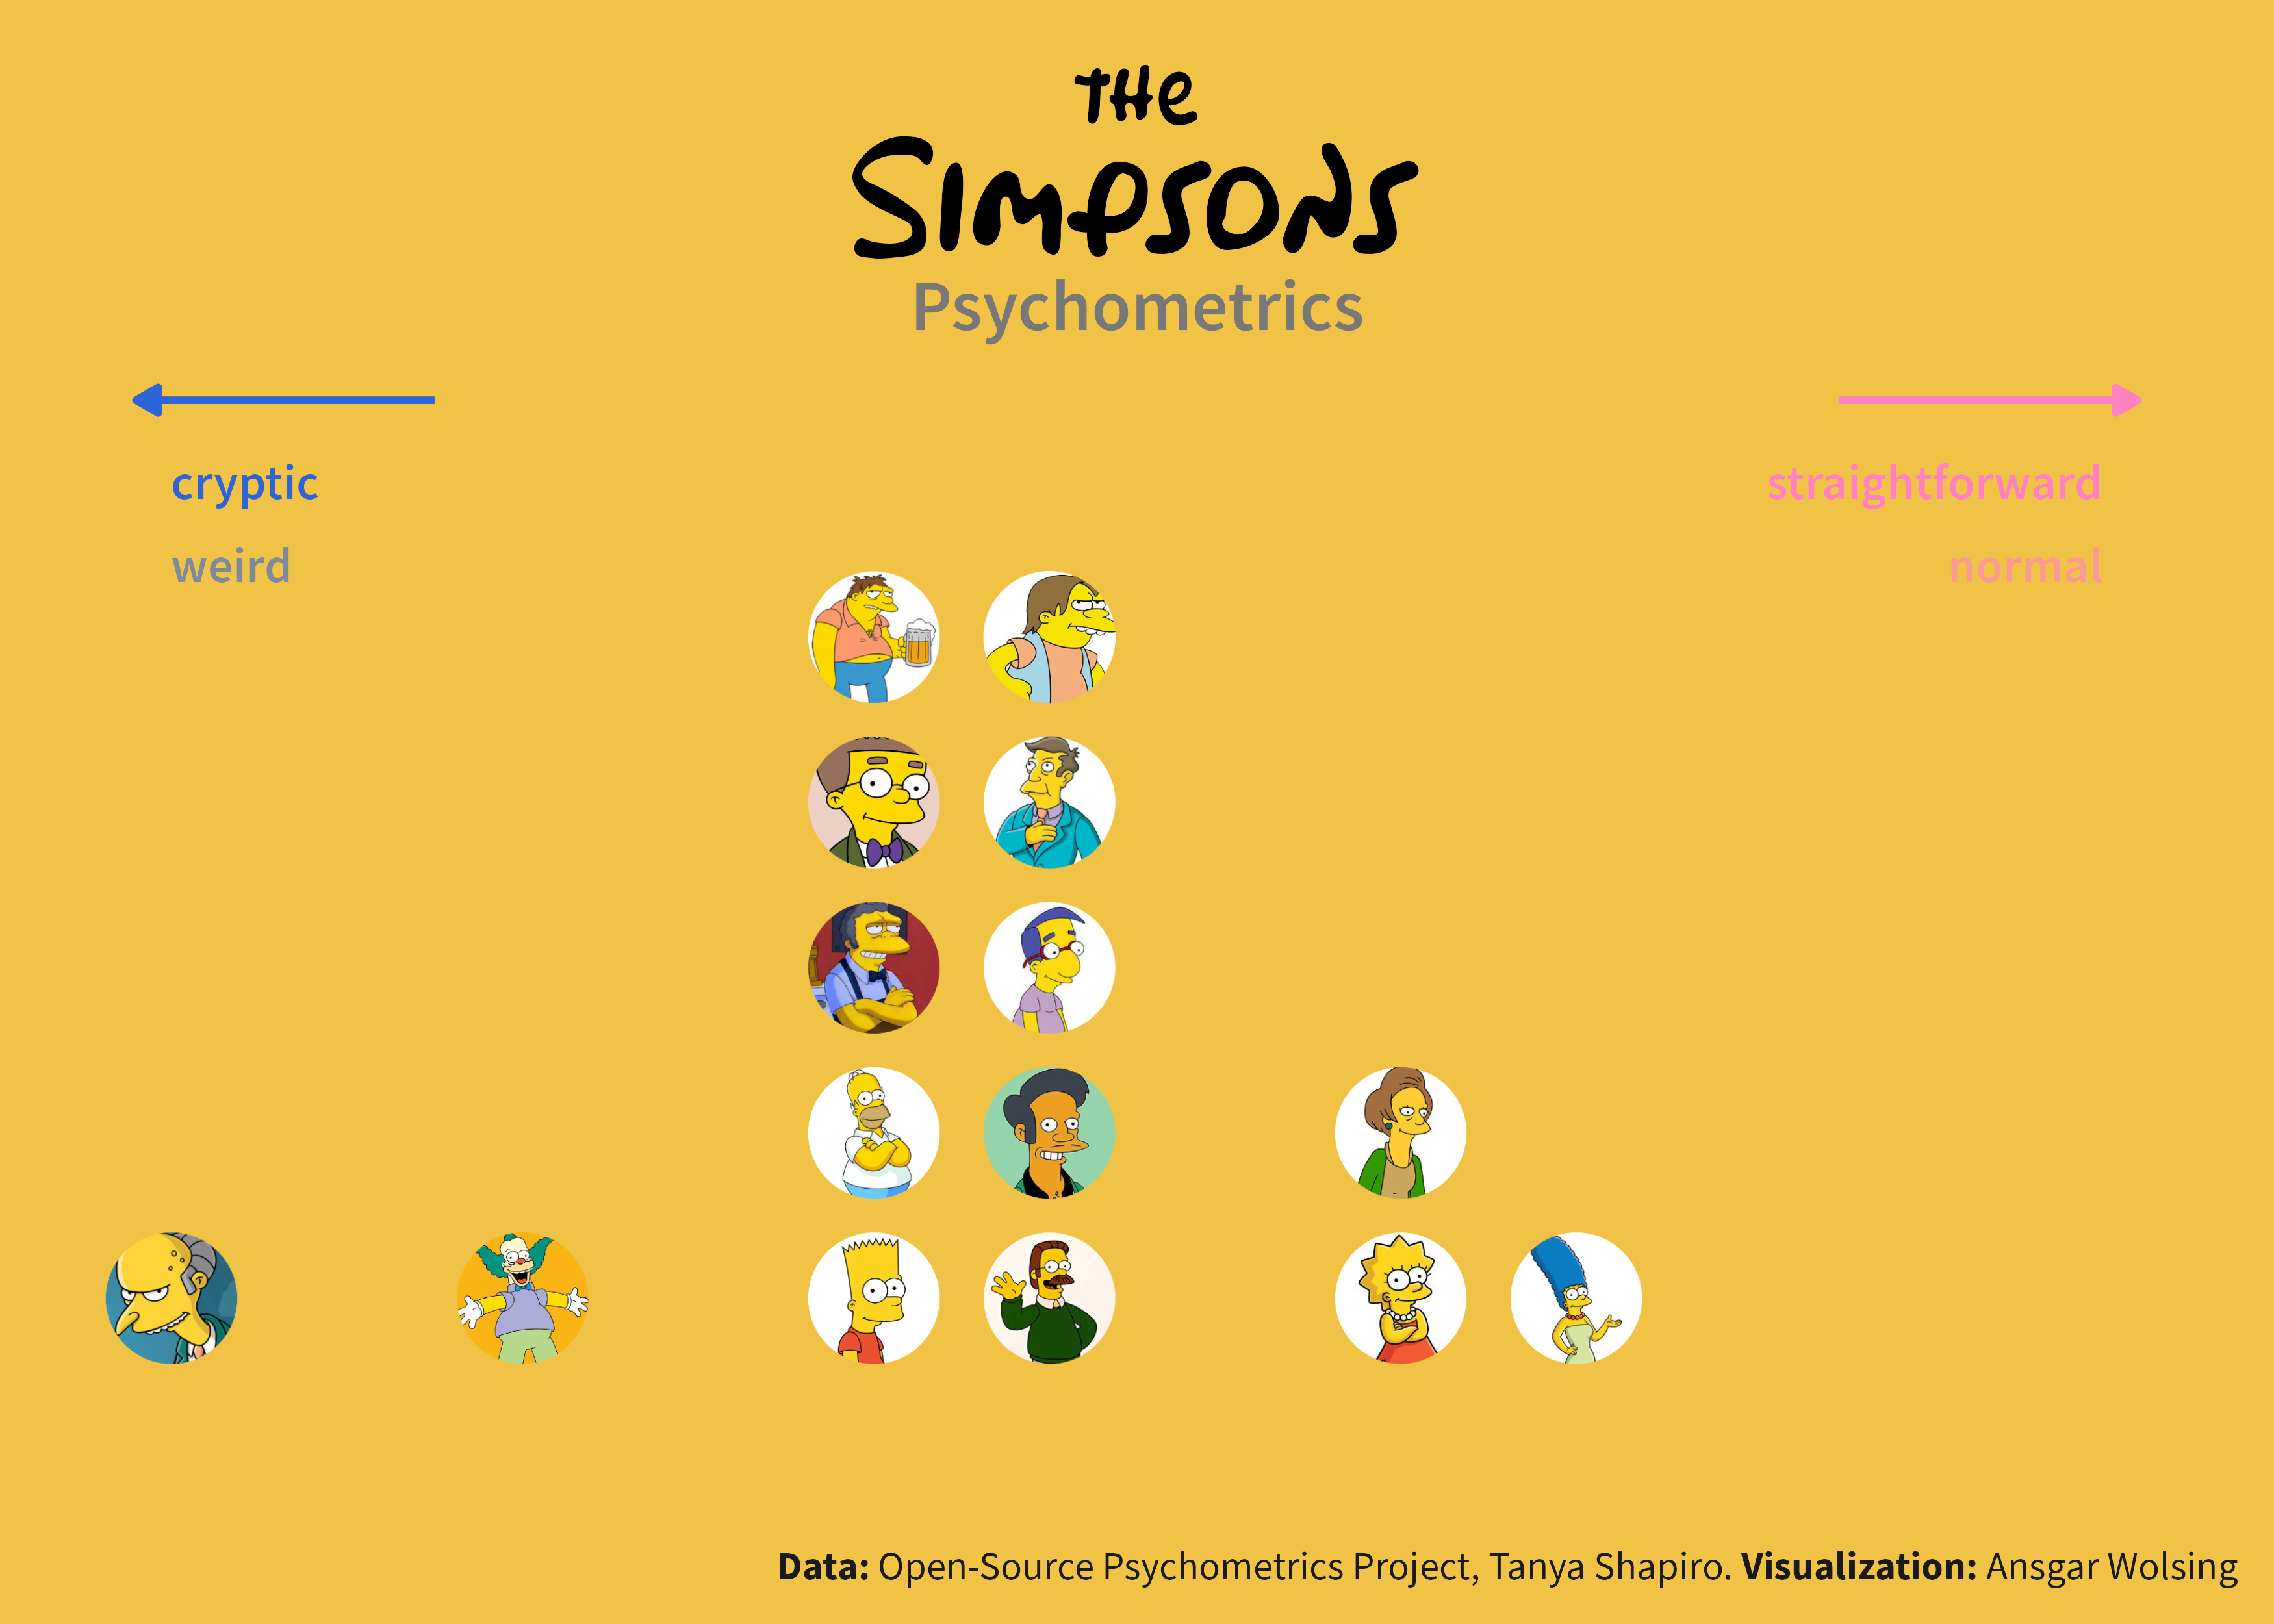 THe
SIMPSONS
Psychometrics
cryptic
straightforward
weird
normal
Data: Open-Source Psychometrics Project, Tanya Shapiro. Visualization: Ansgar Wolsing